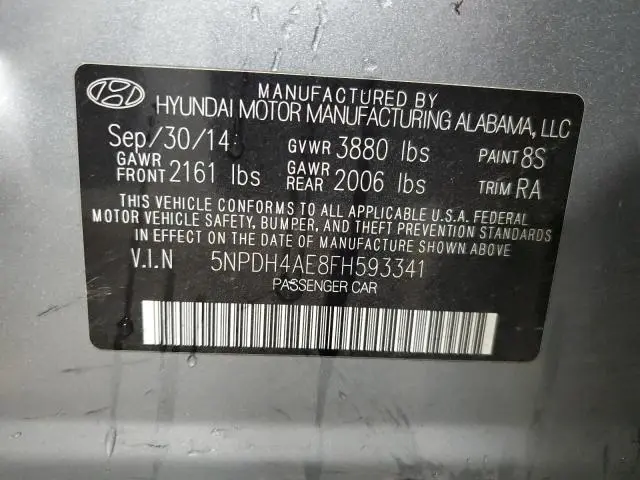 MANUFACTURED BY
HYUNDAI MOTOR MANUFACTURING ALABAMA, LLC
Sep/30/14 GVWR 3880 lbs PAINT 8S
GAWR FRONT 2161 lbs GAWR REAR 2006 lbs TRIM RA
THIS VEHICLE CONFORMS TO ALL APPLICABLE U.S.A. FEDERAL
MOTOR VEHICLE SAFETY, BUMPER, AND THEFT PREVENTION STANDARDS
IN EFFECT ON THE DATE OF MANUFACTURE SHOWN ABOVE
V.I.N 5NPDH4AE8FH593341
PASSENGER CAR